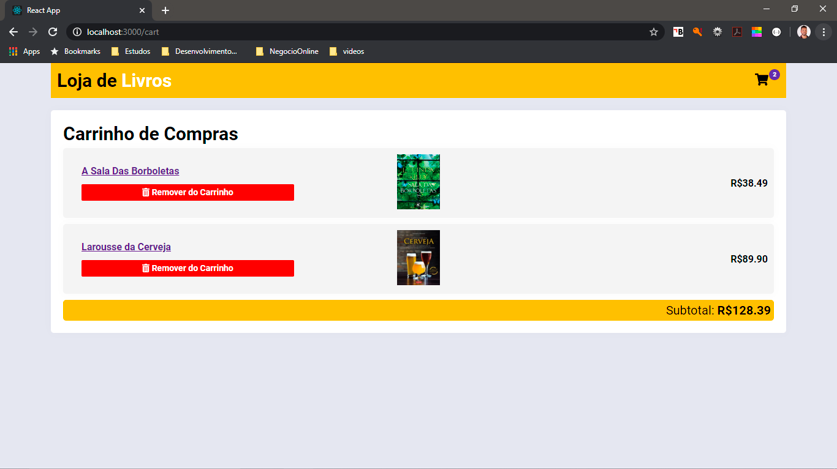 React App
localhost:3000/cart
Apps
Bookmarks
Estudos
Desenvolvimento...
NegocioOnline
videos
Loja de Livros
2
Carrinho de Compras
A Sala Das Borboletas
Remover do Carrinho
R$38.49
Larousse da Cerveja
Remover do Carrinho
CERVEJA
R$89.90
Subtotal: R$128.39